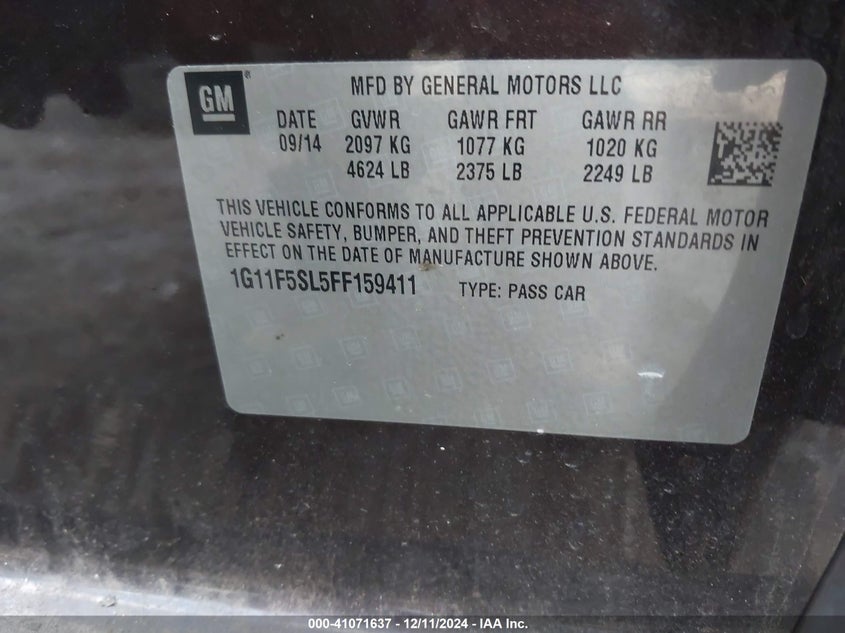 GM® MFD BY GENERAL MOTORS LLC
DATE GVWR GAWR FRT GAWR RR
09/14 2097 KG 1077 KG 1020 KG
4624 LB 2375 LB 2249 LB
THIS VEHICLE CONFORMS TO ALL APPLICABLE U.S. FEDERAL MOTOR
VEHICLE SAFETY, BUMPER, AND THEFT PREVENTION STANDARDS IN
EFFECT ON THE DATE OF MANUFACTURE SHOWN ABOVE.
1G11F5SL5FF159411 TYPE: PASS CAR
000-41071637 - 12/11/2024 - IAA Inc.